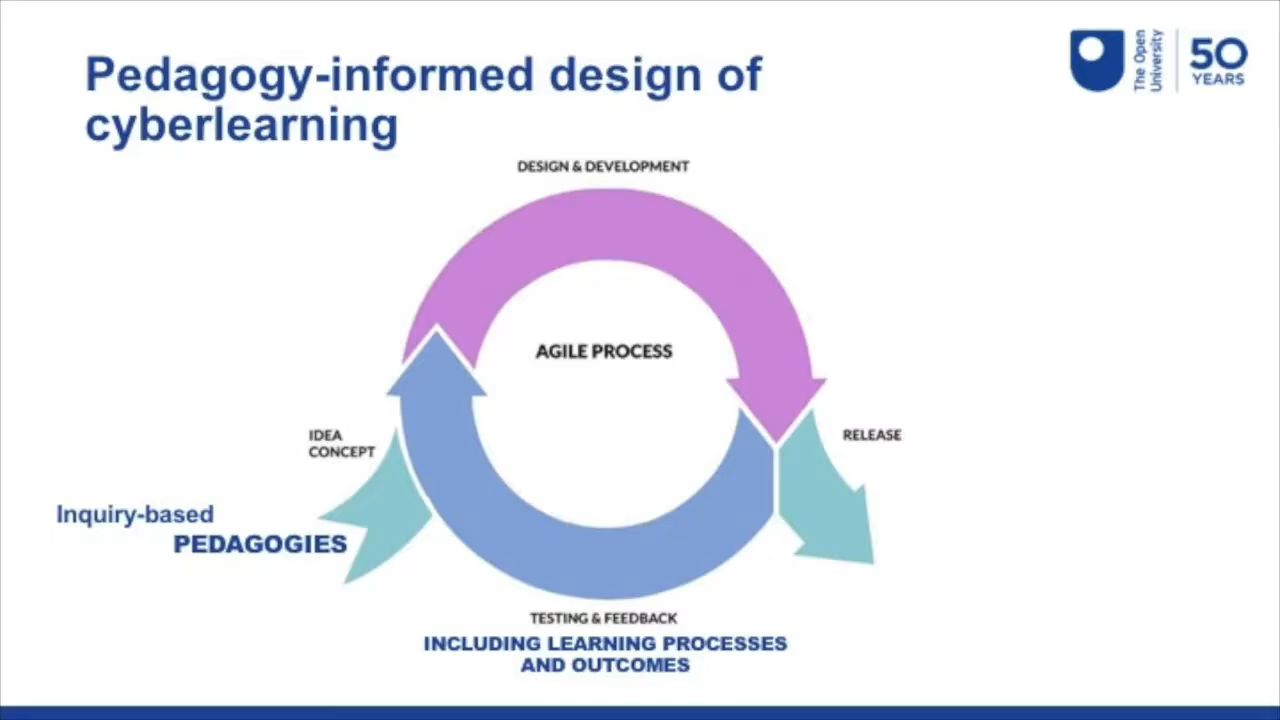 Pedagogy-informed design of
cyberlearning
The Open
University
50
YEARS
DESIGN & DEVELOPMENT
AGILE PROCESS
IDEA
CONCEPT
RELEASE
Inquiry-based
PEDAGOGIES
TESTING & FEEDBACK
INCLUDING LEARNING PROCESSES
AND OUTCOMES